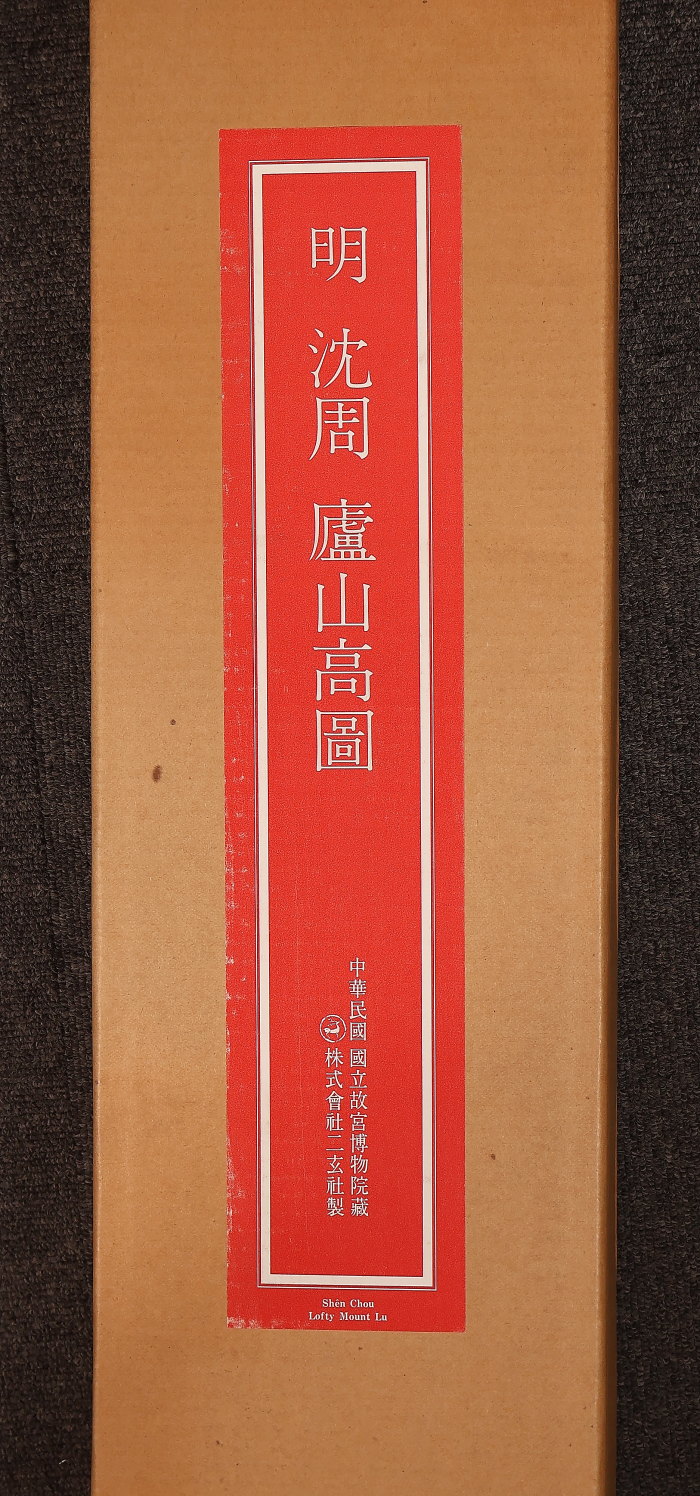 明 沈周 廬山高圖
中華民國 國立故宮博物院藏
株式會社二玄社製
Shên Chou
Lofty Mount Lu